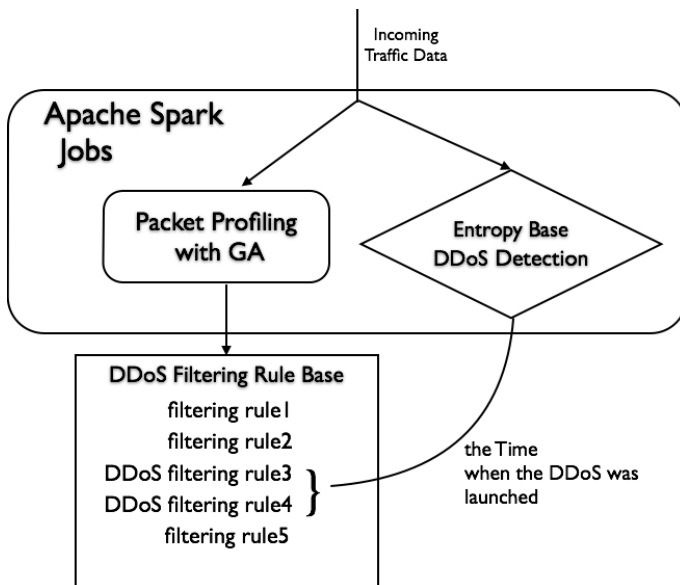 Incoming
Traffic Data
Apache Spark
Jobs
Packet Profiling
with GA
Entropy Base
DDoS Detection
DDoS Filtering Rule Base
filtering rule1
filtering rule2
DDoS filtering rule3
DDoS filtering rule4
filtering rule5
the Time
when the DDoS was
launched